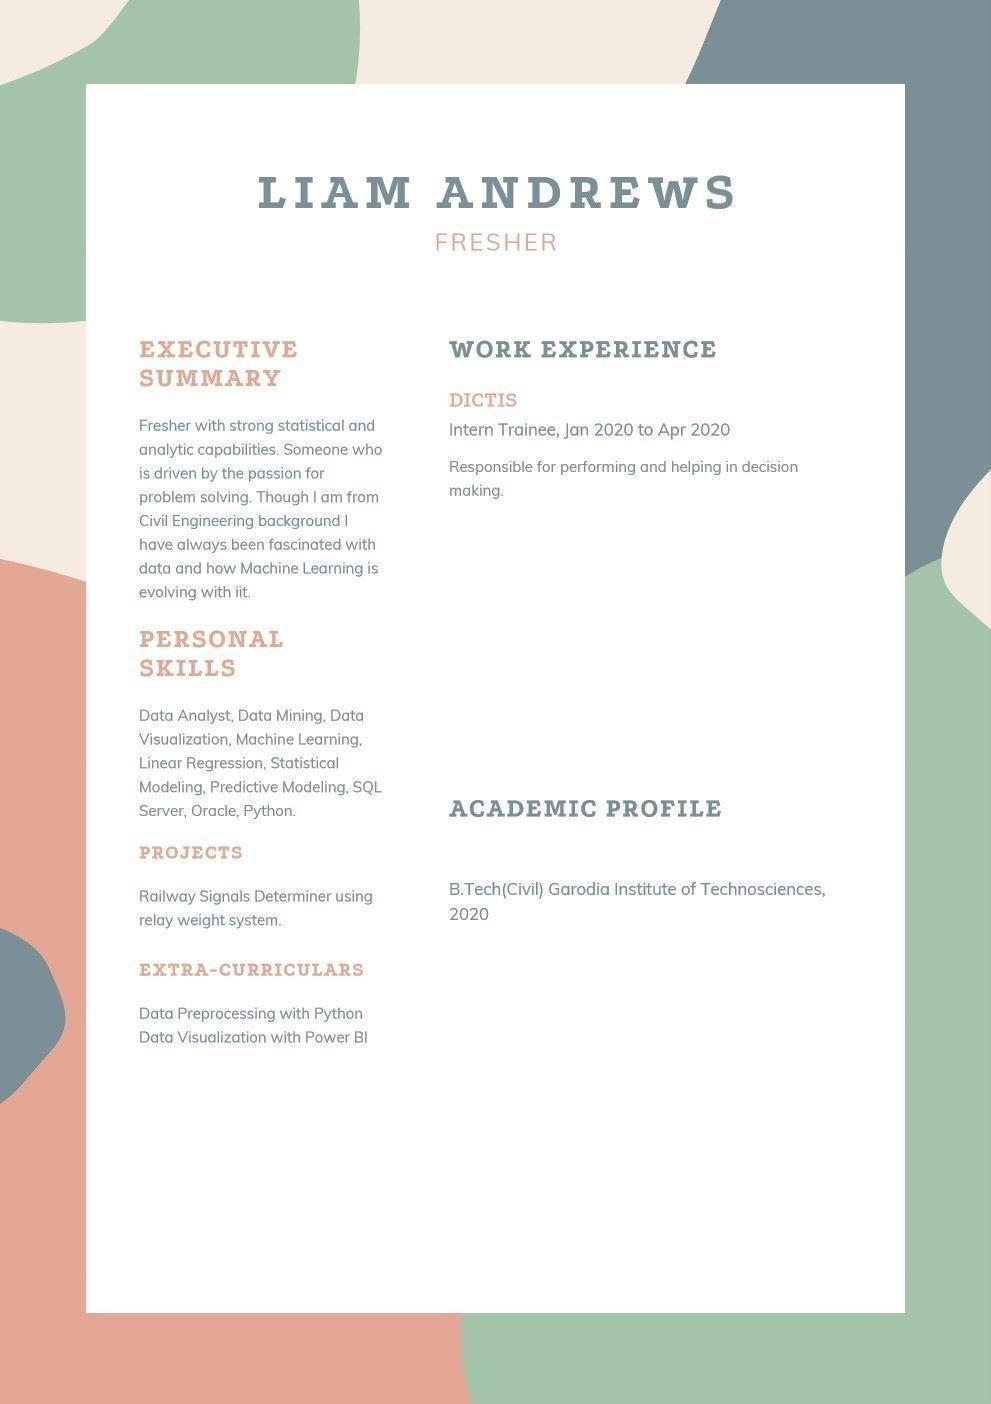 LIAM ANDREWS
FRESHER
EXECUTIVE
SUMMARY
Fresher with strong statistical and
analytic capabilities. Someone who
is driven by the passion for
problem solving. Though I am from
Civil Engineering background I
have always been fascinated with
data and how Machine Learning is
evolving with iit.
PERSONAL
SKILLS
Data Analyst, Data Mining, Data
Visualization, Machine Learning,
Linear Regression, Statistical
Modeling, Predictive Modeling, SQL
Server, Oracle, Python.
PROJECTS
Railway Signals Determiner using
relay weight system.
EXTRA-CURRICULARS
Data Preprocessing with Python
Data Visualization with Power BI
WORK EXPERIENCE
DICTIS
Intern Trainee, Jan 2020 to Apr 2020
Responsible for performing and helping in decision
making.
ACADEMIC PROFILE
B.Tech(Civil) Garodia Institute of Technosciences,
2020